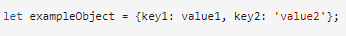 let exampleObject = {key1: value1, key2: 'value2'};